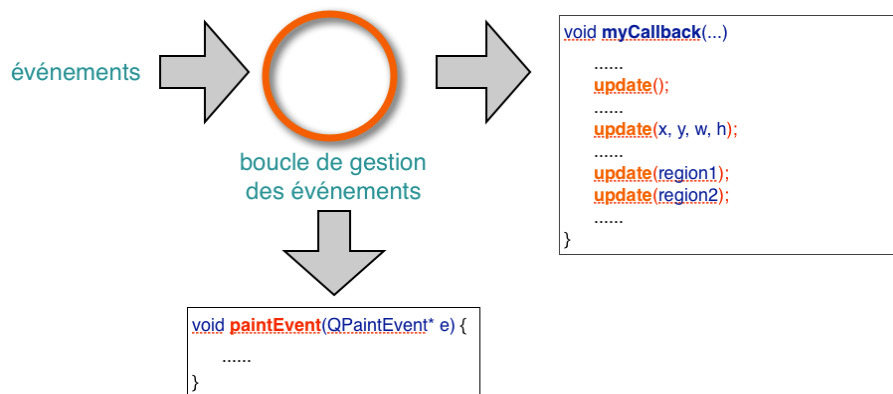 événements
boucle de gestion
des événements
void myCallback(...)
......
update();
......
update(x, y, w, h);
......
update(region1);
update(region2);
......
}
void paintEvent(QPaintEvent* e) {
......
}